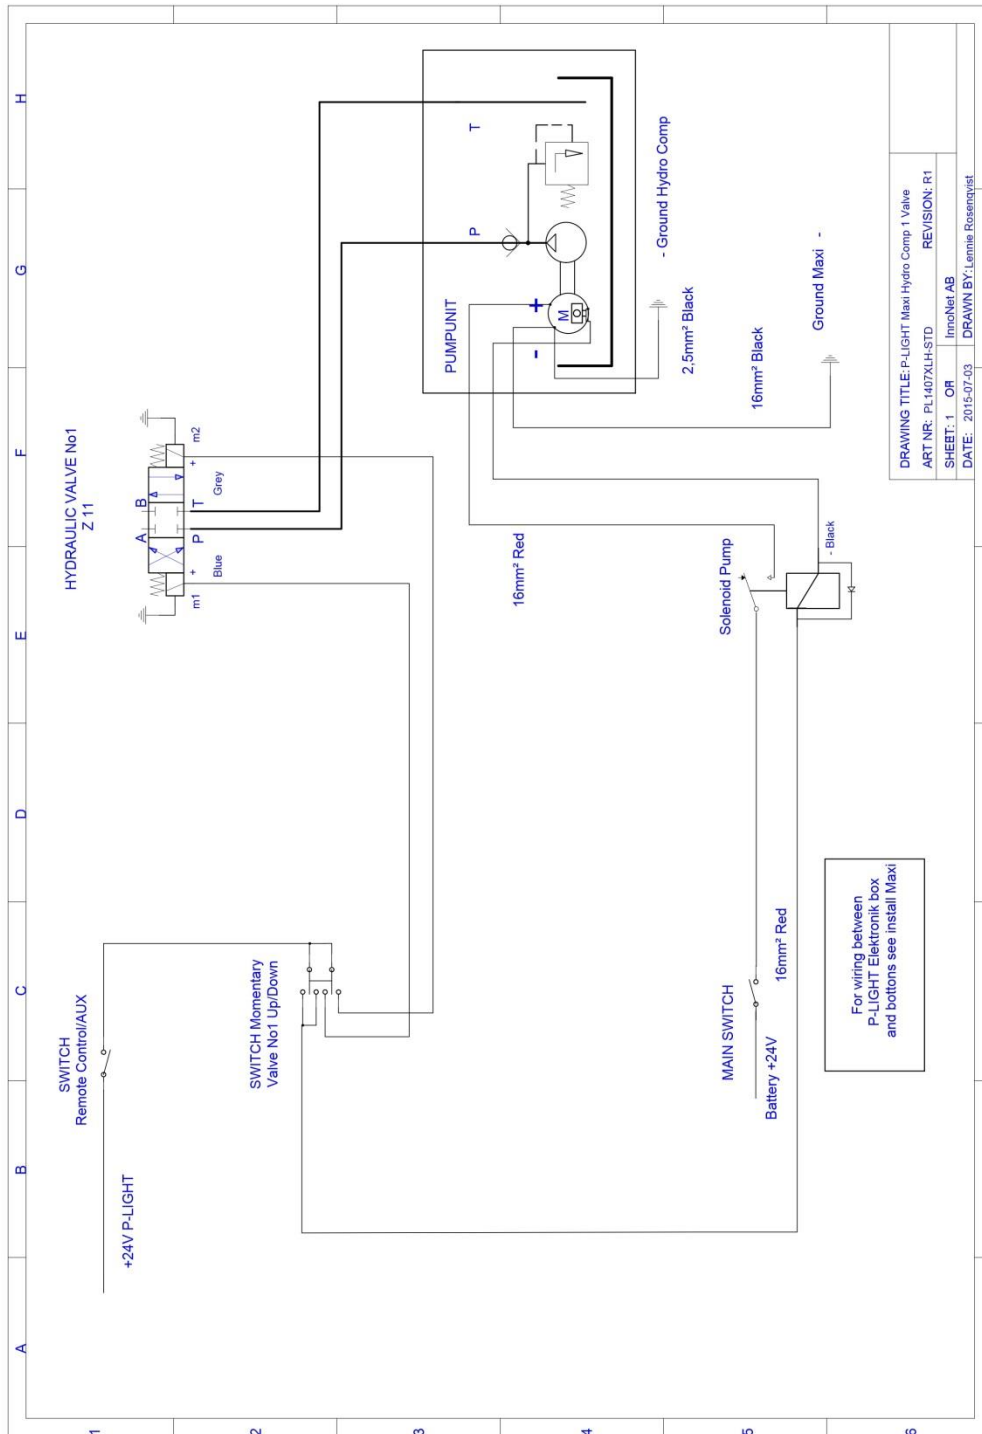 A B C D E F G H
1
SWITCH
Remote Control/AUX
+24V P-LIGHT
HYDRAULIC VALVE No1
Z 11
A B
m1 + P T + m2
Blue Grey
2
SWITCH Momentary
Valve No1 Up/Down
3
PUMPUNIT
P T
4
16mm² Red
- +
M
- Ground Hydro Comp
2,5mm² Black
5
MAIN SWITCH
Battery +24V
16mm² Red
Solenoid Pump
- Black
16mm² Black
Ground Maxi -
6
For wiring between
P-LIGHT Elektronik box
and bottons see install Maxi
DRAWING TITLE: P-LIGHT Maxi Hydro Comp 1 Valve
ART NR: PL1407XLH-STD REVISION: R1
SHEET: 1 OF1 InnoNet AB
DATE: 2015-07-03 DRAWN BY: Lennie Rosenqvist